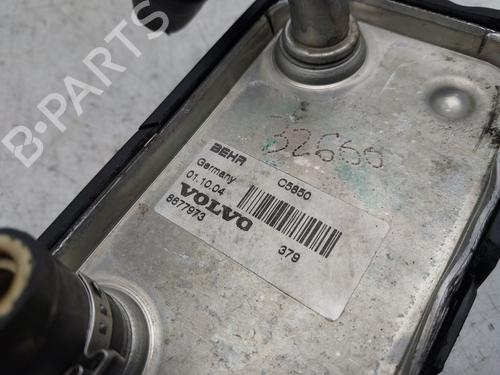 B-PARTS
32666
BEHR
Germany
C5850
01.10.04
VOLVO
8677973
379